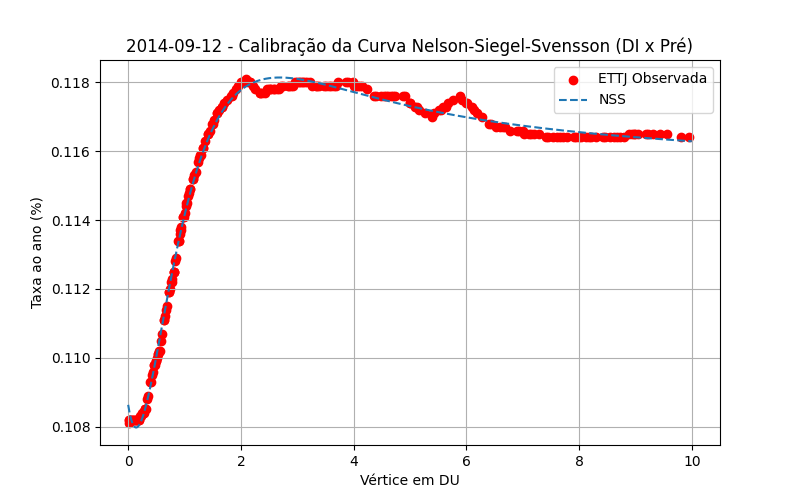 2014-09-12 - Calibração da Curva Nelson-Siegel-Svensson (DI x Pré)
ETTJ Observada
NSS
Taxa ao ano (%)
0.118
0.116
0.114
0.112
0.110
0.108
0 2 4 6 8 10
Vértice em DU